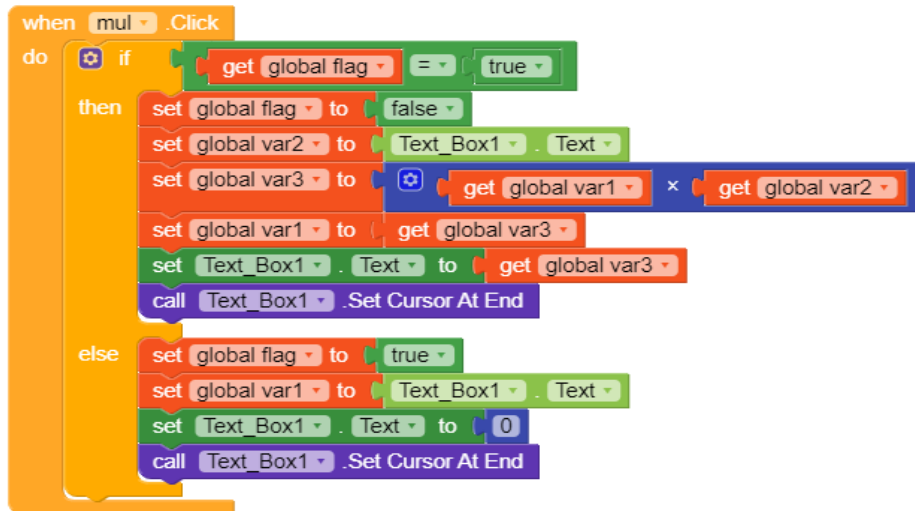 when mul .Click
do if get global flag = true
then set global flag to false
set global var2 to Text_Box1 . Text
set global var3 to get global var1 × get global var2
set global var1 to get global var3
set Text_Box1 . Text to get global var3
call Text_Box1 .Set Cursor At End
else set global flag to true
set global var1 to Text_Box1 . Text
set Text_Box1 . Text to 0
call Text_Box1 .Set Cursor At End